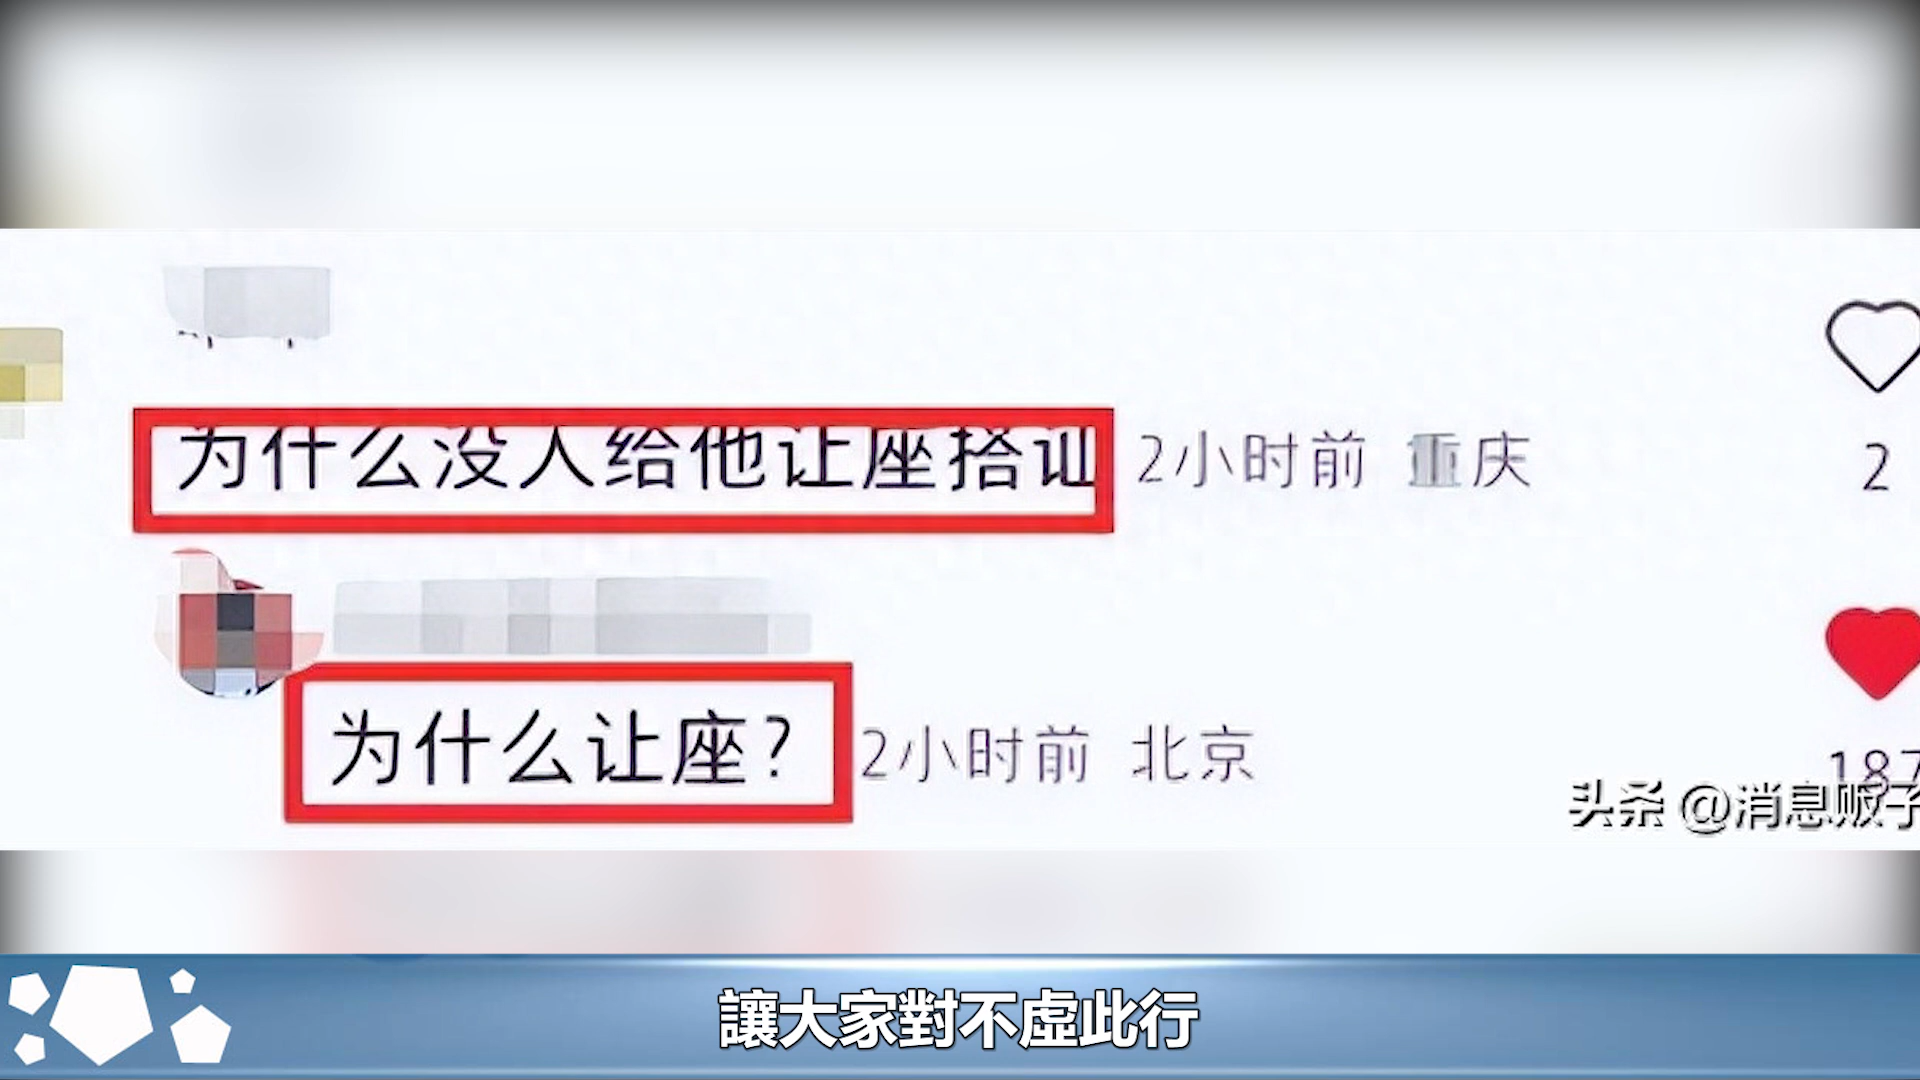 为什么没人给他让座搭讪 2小时前 重庆
2
为什么让座? 2小时前 北京
187
头条 @消息贩子
讓大家對不虛此行